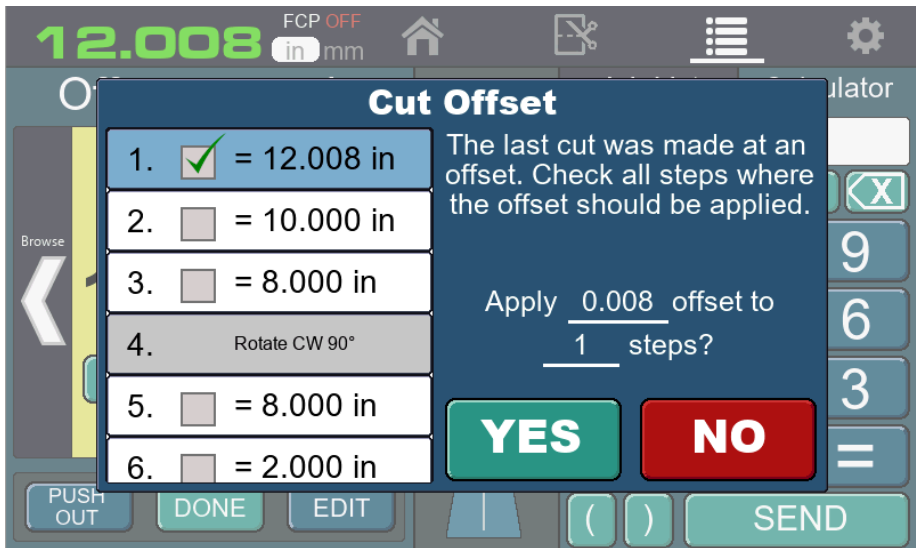 12.008
FCP OFF
in mm
Cut Offset
1. = 12.008 in
2. = 10.000 in
3. = 8.000 in
4. Rotate CW 90°
5. = 8.000 in
6. = 2.000 in
The last cut was made at an
offset. Check all steps where
the offset should be applied.
Apply 0.008 offset to
1 steps?
YES
NO
Browse
X
9
6
3
=
PUSH
OUT
DONE
EDIT
( )
SEND